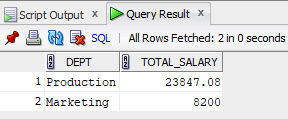 Script Output x Query Result x
SQL | All Rows Fetched: 2 in 0 seconds
DEPT TOTAL_SALARY
1 Production 23847.08
2 Marketing 8200